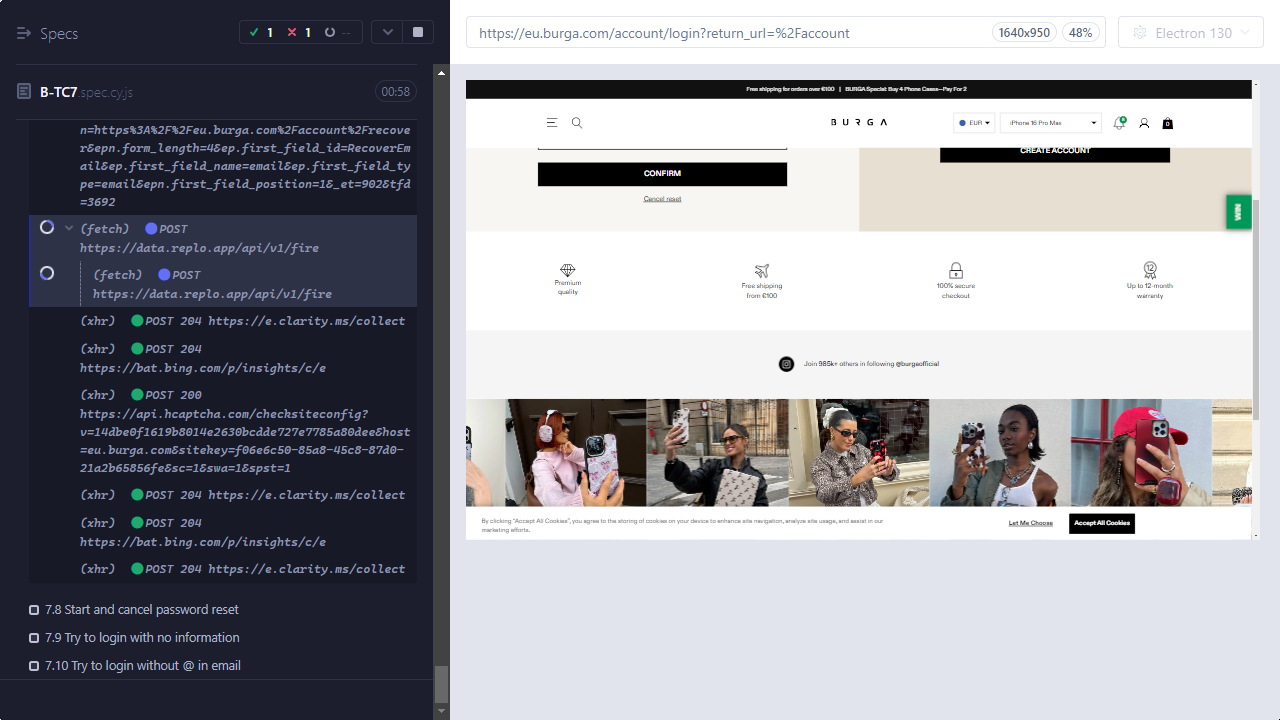 Specs
1
1
--
B-TC7.spec.cy.js
00:58
n=https%3A%2F%2Feu.burga.com%2Faccount%2Frecove
r&epn.form_length=4&ep.first_field_id=RecoverEm
ail&ep.first_field_name=email&ep.first_field_ty
pe=email&epn.first_field_position=1&_et=902&tfd
=3692
(fetch) POST
https://data.replo.app/api/v1/fire
(fetch) POST
https://data.replo.app/api/v1/fire
(xhr) POST 204 https://e.clarity.ms/collect
(xhr) POST 204
https://bat.bing.com/p/insights/c/e
(xhr) POST 200
https://api.hcaptcha.com/checksiteconfig?
v=14dbe0f1619b8014e2630bcdde727e7785a80dee&host
=eu.burga.com&sitekey=f06e6c50-85a8-45c8-87d0-
21a2b65856fe&sc=1&swa=1&spst=1
(xhr) POST 204 https://e.clarity.ms/collect
(xhr) POST 204
https://bat.bing.com/p/insights/c/e
(xhr) POST 204 https://e.clarity.ms/collect
7.8 Start and cancel password reset
7.9 Try to login with no information
7.10 Try to login without @ in email
https://eu.burga.com/account/login?return_url=%2Faccount
1640x950
48%
Electron 130
Free shipping for orders over €100 | BURGA Special: Buy 4 Phone Cases—Pay For 2
BURGA
EUR
iPhone 16 Pro Max
0
CREATE ACCOUNT
CONFIRM
Cancel reset
Premium
quality
Free shipping
from €100
100% secure
checkout
12
Up to 12-month
warranty
Join 985k+ others in following @burgaofficial
By clicking "Accept All Cookies", you agree to the storing of cookies on your device to enhance site navigation, analyze site usage, and assist in our
marketing efforts.
Let Me Choose
Accept All Cookies